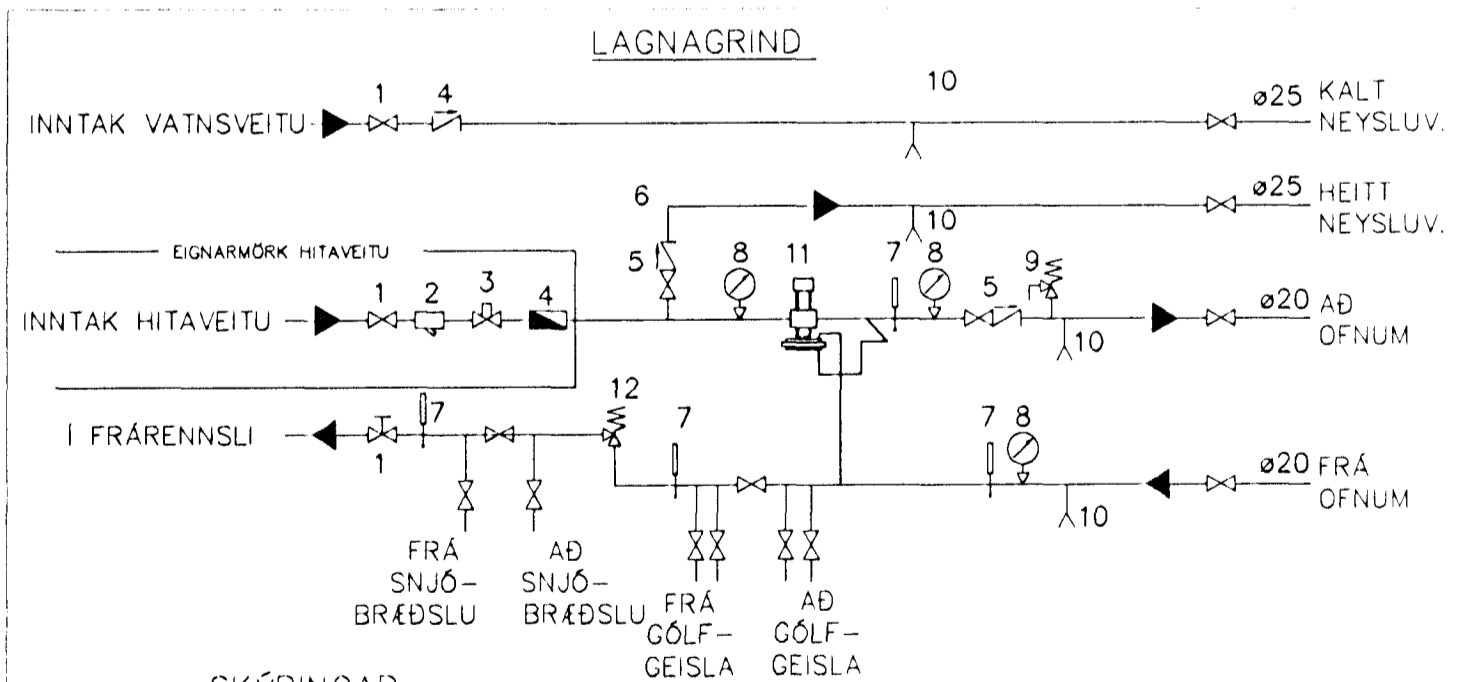 LAGNAGRIND
1 4 10 ø25 KALT
INNTAK VATNSVEITU NEYSLUV.
6 10 ø25 HEITT
NEYSLUV.
EIGNARMÖRK HITAVEITU
5 8 11 7 8 9
1 2 3 4 5
INNTAK HITAVEITU ø20 AÐ
10 OFNUM
7 12
Í FRÁRENNSLI
1 7 7 8 ø20 FRÁ
10 OFNUM
FRÁ
SNJÓ-
BRÆÐSLU
AÐ
SNJÓ-
BRÆÐSLU
FRÁ
GÓLF-
GEISLA
AÐ
GÓLF-
GEISLA